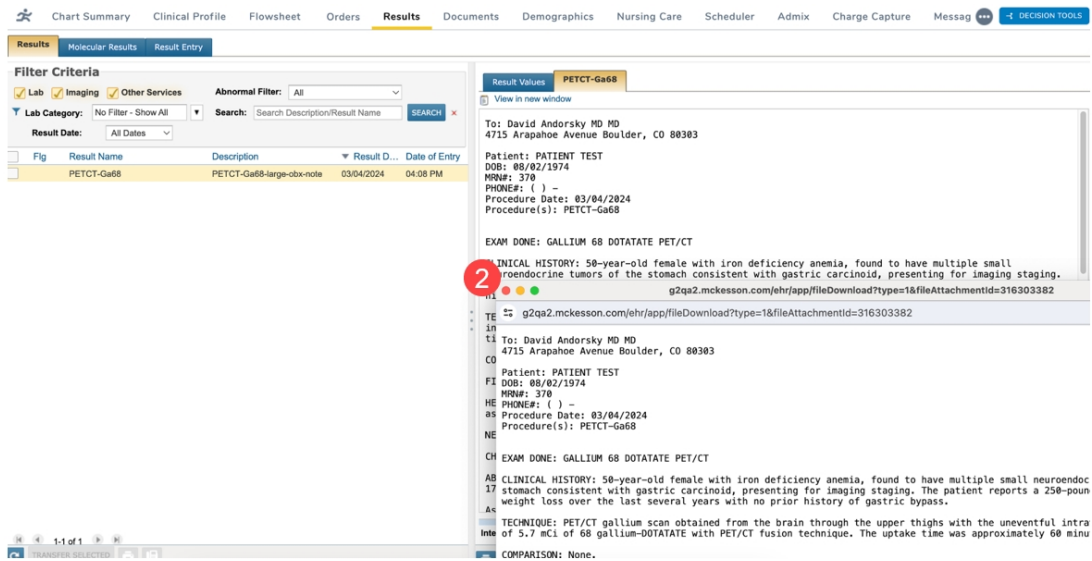 Chart Summary Clinical Profile Flowsheet Orders Results Documents Demographics Nursing Care Scheduler Admix Charge Capture Messag ••• DECISION TOOLS
Results Molecular Results Result Entry
Filter Criteria
Lab Imaging Other Services Abnormal Filter: All
Lab Category: No Filter - Show All Search: Search Description/Result Name SEARCH ×
Result Date: All Dates
Flg Result Name Description Result D... Date of Entry
PETCT-Ga68 PETCT-Ga68-large-obx-note 03/04/2024 04:08 PM
1-1 of 1
TRANSFER SELECTED
Result Values PETCT-Ga68
View in new window
To: David Andorsky MD MD
4715 Arapahoe Avenue Boulder, CO 80303
Patient: PATIENT TEST
DOB: 08/02/1974
MRN#: 370
PHONE#: ( ) -
Procedure Date: 03/04/2024
Procedure(s): PETCT-Ga68
EXAM DONE: GALLIUM 68 DOTATATE PET/CT
CLINICAL HISTORY: 50-year-old female with iron deficiency anemia, found to have multiple small
roendocrine tumors of the stomach consistent with gastric carcinoid, presenting for imaging staging.
2
hi
TE
in
ti
CO
FI
HE
as
NE
CH
AB
17
As
Inte
g2qa2.mckesson.com/ehr/app/fileDownload?type=1&fileAttachmentId=316303382
g2qa2.mckesson.com/ehr/app/fileDownload?type=1&fileAttachmentId=316303382
To: David Andorsky MD MD
4715 Arapahoe Avenue Boulder, CO 80303
Patient: PATIENT TEST
DOB: 08/02/1974
MRN#: 370
PHONE#: ( ) -
Procedure Date: 03/04/2024
Procedure(s): PETCT-Ga68
EXAM DONE: GALLIUM 68 DOTATATE PET/CT
CLINICAL HISTORY: 50-year-old female with iron deficiency anemia, found to have multiple small neuroendoc
stomach consistent with gastric carcinoid, presenting for imaging staging. The patient reports a 250-poun
weight loss over the last several years with no prior history of gastric bypass.
TECHNIQUE: PET/CT gallium scan obtained from the brain through the upper thighs with the uneventful intra
of 5.7 mCi of 68 gallium-DOTATATE with PET/CT fusion technique. The uptake time was approximately 60 minu
COMPARISON: None.